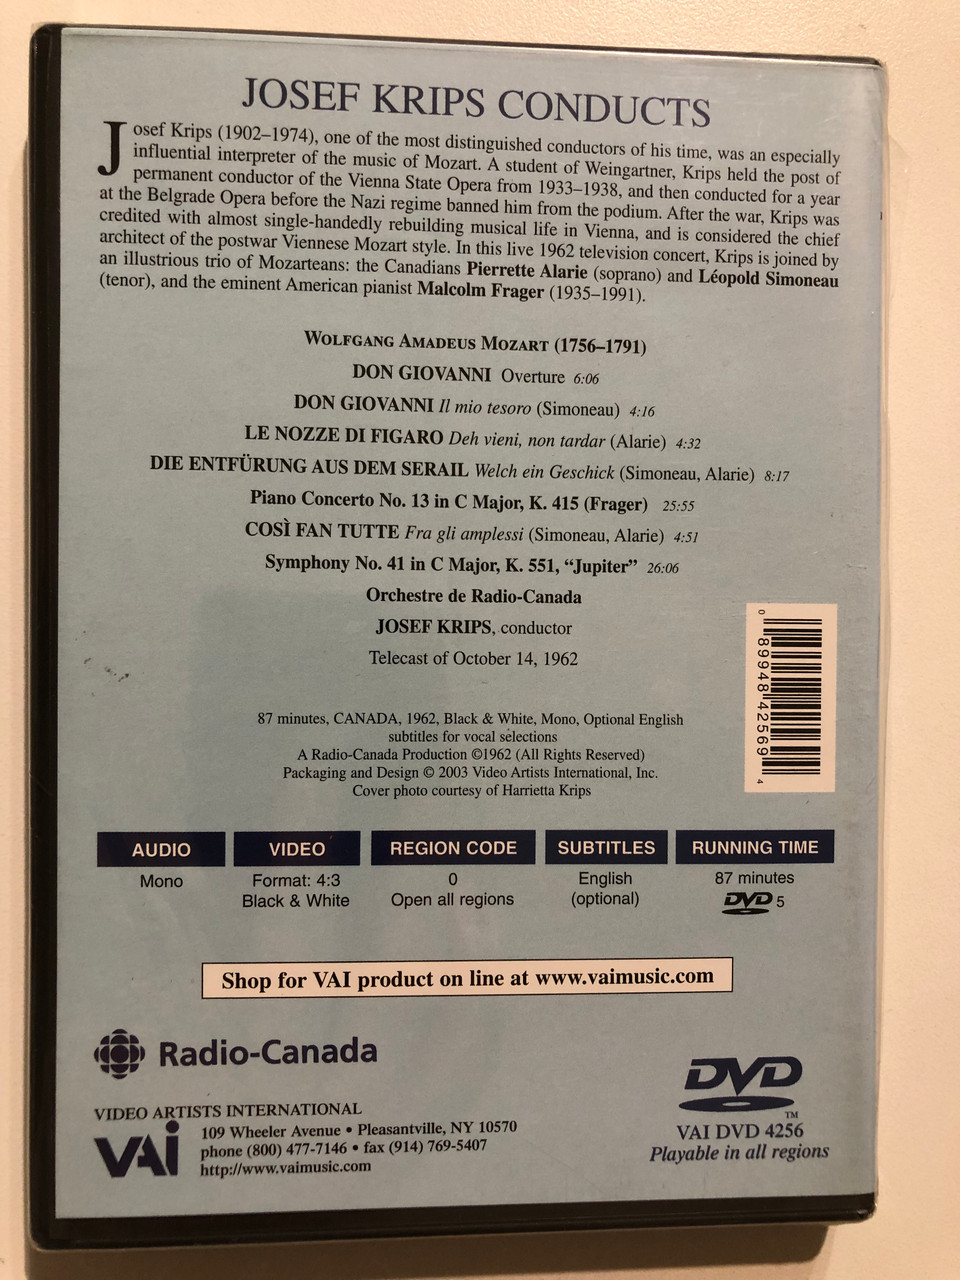 JOSEF KRIPS CONDUCTS
Josef Krips (1902–1974), one of the most distinguished conductors of his time, was an especially
influential interpreter of the music of Mozart. A student of Weingartner, Krips held the post of
permanent conductor of the Vienna State Opera from 1933–1938, and then conducted for a year
at the Belgrade Opera before the Nazi regime banned him from the podium. After the war, Krips was
credited with almost single-handedly rebuilding musical life in Vienna, and is considered the chief
architect of the postwar Viennese Mozart style. In this live 1962 television concert, Krips is joined by
an illustrious trio of Mozarteans: the Canadians Pierrette Alarie (soprano) and Léopold Simoneau
(tenor), and the eminent American pianist Malcolm Frager (1935–1991).
WOLFGANG AMADEUS MOZART (1756–1791)
DON GIOVANNI Overture 6:06
DON GIOVANNI Il mio tesoro (Simoneau) 4:16
LE NOZZE DI FIGARO Deh vieni, non tardar (Alarie) 4:32
DIE ENTFÜRUNG AUS DEM SERAIL Welch ein Geschick (Simoneau, Alarie) 8:17
Piano Concerto No. 13 in C Major, K. 415 (Frager) 25:55
COSÌ FAN TUTTE Fra gli amplessi (Simoneau, Alarie) 4:51
Symphony No. 41 in C Major, K. 551, “Jupiter” 26:06
Orchestre de Radio-Canada
JOSEF KRIPS, conductor
Telecast of October 14, 1962
0 89948 42569 4
87 minutes, CANADA, 1962, Black & White, Mono, Optional English
subtitles for vocal selections
A Radio-Canada Production ©1962 (All Rights Reserved)
Packaging and Design © 2003 Video Artists International, Inc.
Cover photo courtesy of Harrietta Krips
AUDIO VIDEO REGION CODE SUBTITLES RUNNING TIME
Mono Format: 4:3 0 English 87 minutes
Black & White Open all regions (optional) DVD 5
Shop for VAI product on line at www.vaimusic.com
Radio-Canada
DVD
TM
VIDEO ARTISTS INTERNATIONAL
VAI
109 Wheeler Avenue • Pleasantville, NY 10570
phone (800) 477-7146 • fax (914) 769-5407
http://www.vaimusic.com
VAI DVD 4256
Playable in all regions